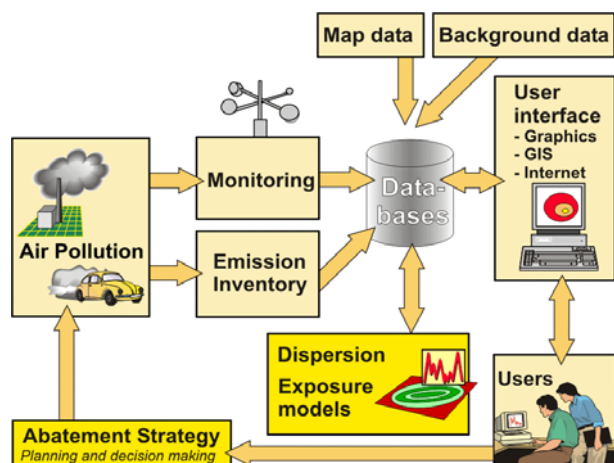 Map data
Background data
User
interface
- Graphics
- GIS
- Internet
Monitoring
Data-
bases
Air Pollution
Emission
Inventory
Dispersion
Exposure
models
Users
Abatement Strategy
Planning and decision making